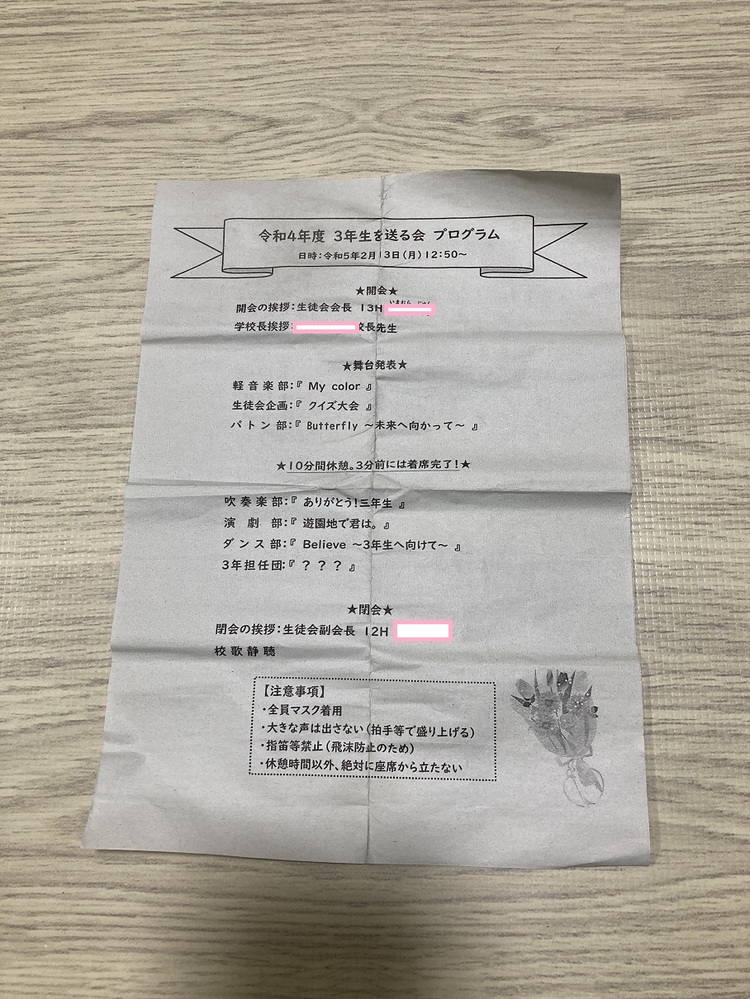 令和4年度 3年生を送る会 プログラム
日時:令和5年2月13日(月)12:50~
★開会★
開会の挨拶:生徒会会長 13H
学校長挨拶: 校長先生
★舞台発表★
軽音楽部:『 My color 』
生徒会企画:『 クイズ大会 』
バトン部:『 Butterfly ~未来へ向かって~ 』
★10分間休憩。3分前には着席完了!★
吹奏楽部:『 ありがとう!三年生 』
演劇部:『 遊園地で君は。 』
ダンス部:『 Believe ~3年生へ向けて~ 』
3年担任団:『 ? ? ? 』
★閉会★
閉会の挨拶:生徒会副会長 12H
校歌静聴
【注意事項】
・全員マスク着用
・大きな声は出さない(拍手等で盛り上げる)
・指笛等禁止(飛沫防止のため)
・休憩時間以外、絶対に座席から立たない